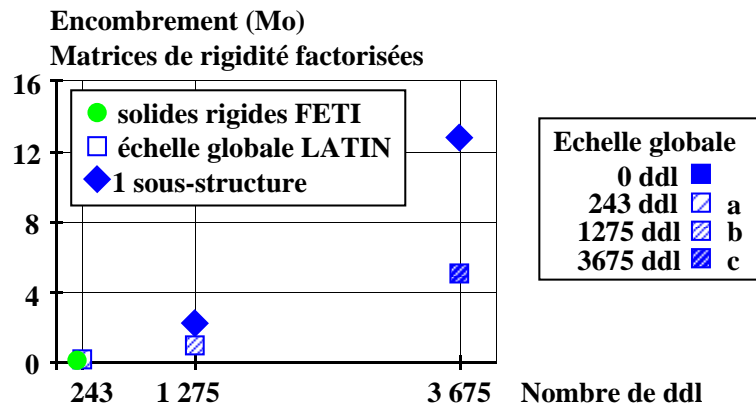 Encombrement (Mo)
Matrices de rigidité factorisées
16
12
8
4
0
solides rigides FETI
échelle globale LATIN
1 sous-structure
243 1 275 3 675 Nombre de ddl
Echelle globale
0 ddl
243 ddl a
1275 ddl b
3675 ddl c